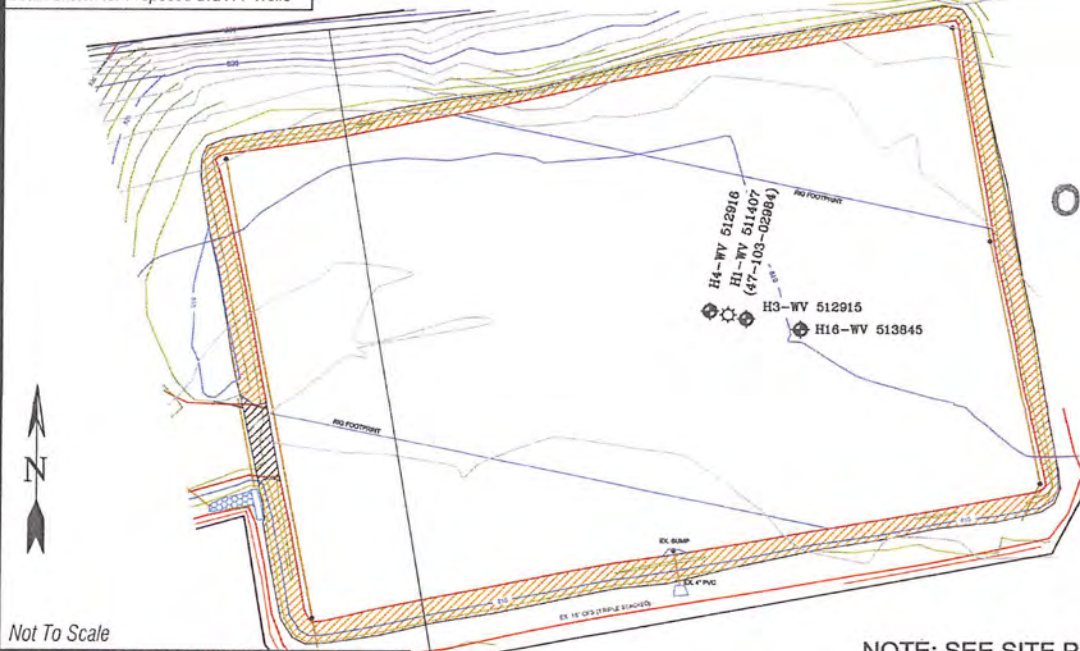 RIG FOOTPRINT
H4-WV 512916
H1-WV 511407
(47-103-02984)
H3-WV 512915
H16-WV 513845
RIG FOOTPRINT
N
EX. SUMP
EX. 4" PVC
Not To Scale
NOTE: SEE SITE